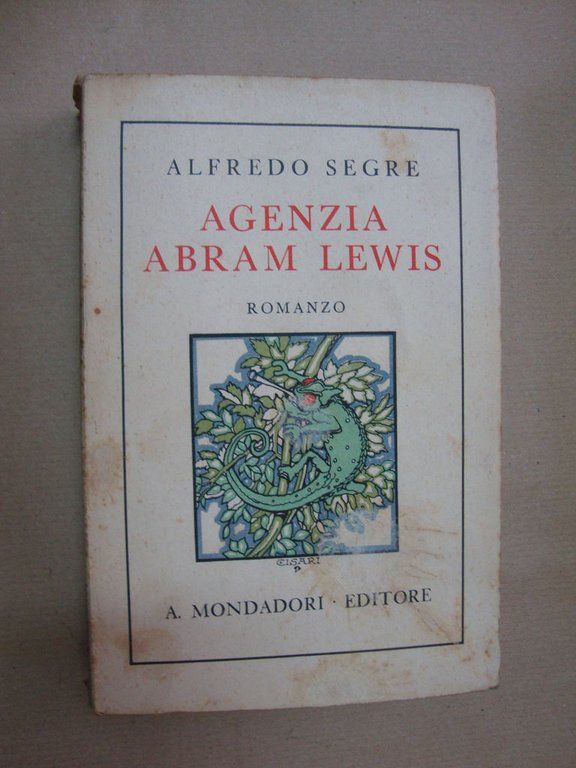 ALFREDO SEGRE
AGENZIA
ABRAM LEWIS
ROMANZO
CISARI
A. MONDADORI · EDITORE